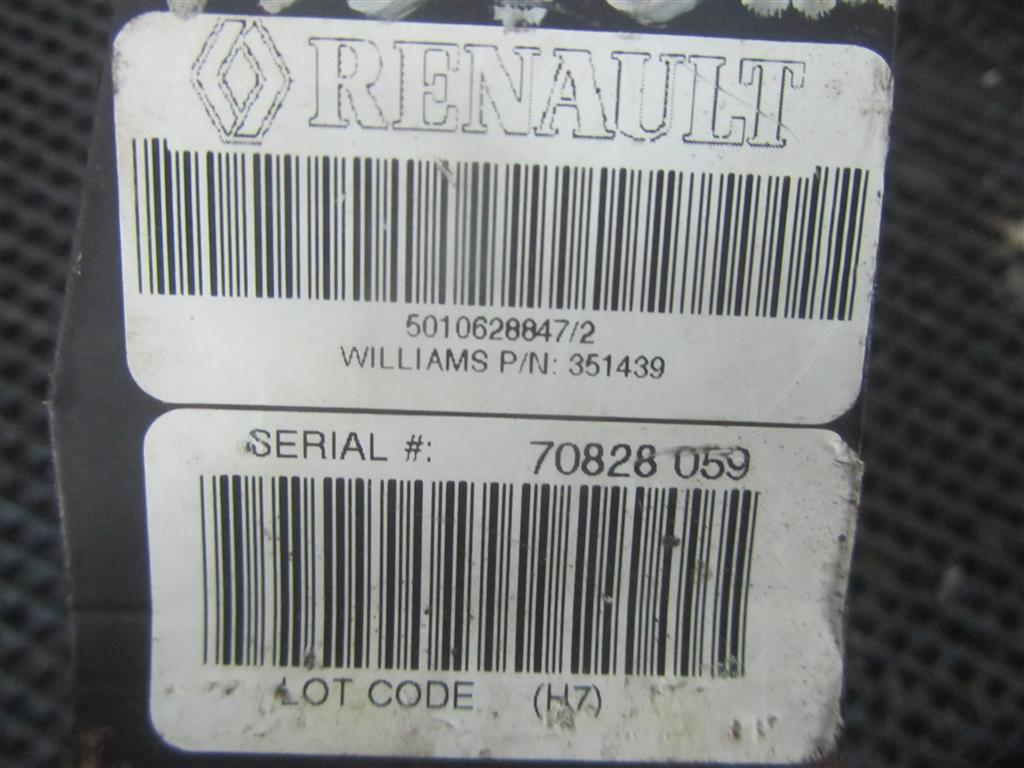 RENAULT
5010628847/2
WILLIAMS P/N: 351439
SERIAL #: 70828 059
LOT CODE (H7)